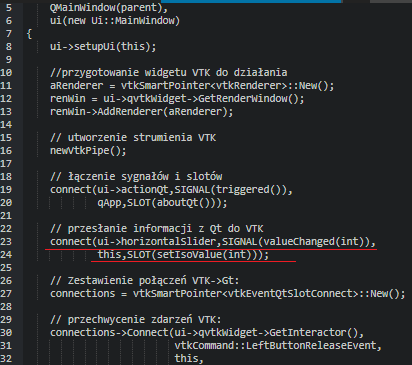 5 QMainWindow(parent),
6 ui(new Ui::MainWindow)
7 {
8 ui->setupUi(this);
9
10 //przygotowanie widgetu VTK do działania
11 aRenderer = vtkSmartPointer<vtkRenderer>::New();
12 renWin = ui->qvtkWidget->GetRenderWindow();
13 renWin->AddRenderer(aRenderer);
14
15 // utworzenie strumienia VTK
16 newVtkPipe();
17
18 // łączenie sygnałów i slotów
19 connect(ui->actionQt,SIGNAL(triggered()),
20 qApp,SLOT(aboutQt()));
21
22 // przesłanie informacji z Qt do VTK
23 connect(ui->horizontalSlider,SIGNAL(valueChanged(int)),
24 this,SLOT(setIsoValue(int)));
25
26 // Zestawienie połączeń VTK->Gt:
27 connections = vtkSmartPointer<vtkEventQtSlotConnect>::New();
28
29 // przechwycenie zdarzeń VTK:
30 connections->Connect(ui->qvtkWidget->GetInteractor(),
31 vtkCommand::LeftButtonReleaseEvent,
32 this,